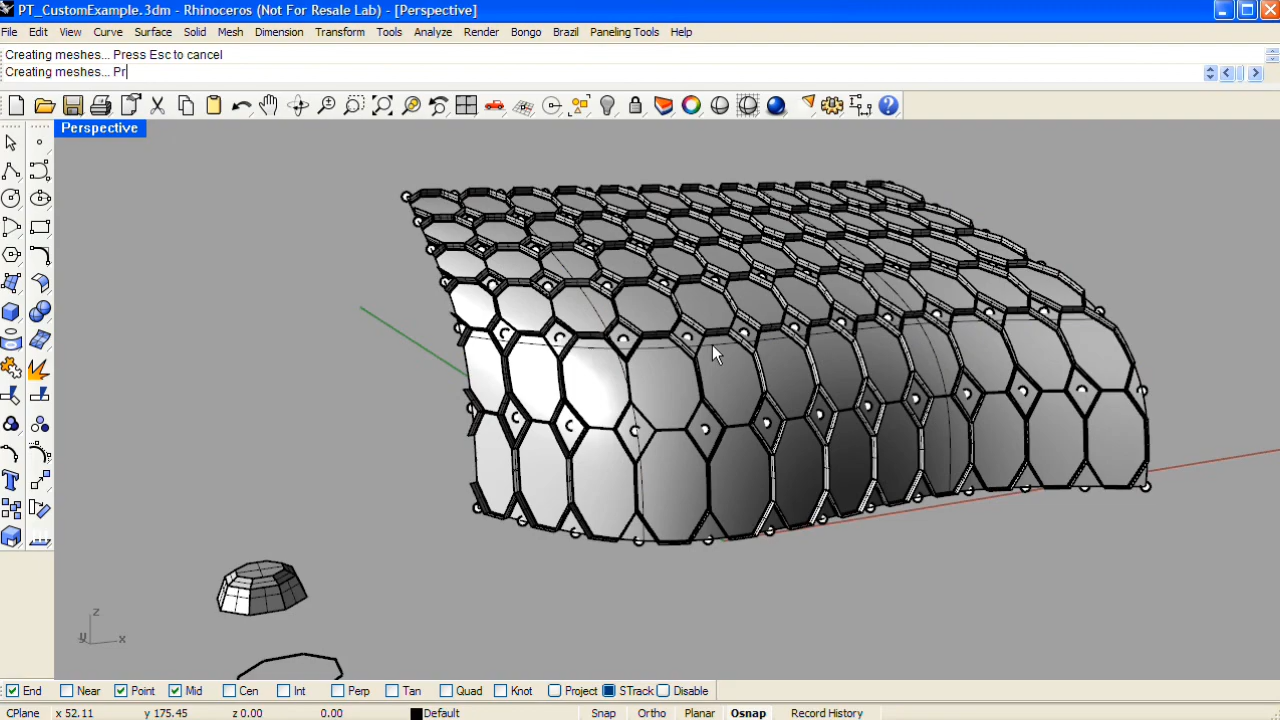 PT_CustomExample.3dm - Rhinoceros (Not For Resale Lab) - [Perspective]
File Edit View Curve Surface Solid Mesh Dimension Transform Tools Analyze Render Bongo Brazil Paneling Tools Help
Creating meshes... Press Esc to cancel
Creating meshes... Pr
Perspective
z
y x
End Near Point Mid Cen Int Perp Tan Quad Knot Project STrack Disable
CPlane x 52.11 y 175.45 z 0.00 0.00 Default Snap Ortho Planar Osnap Record History